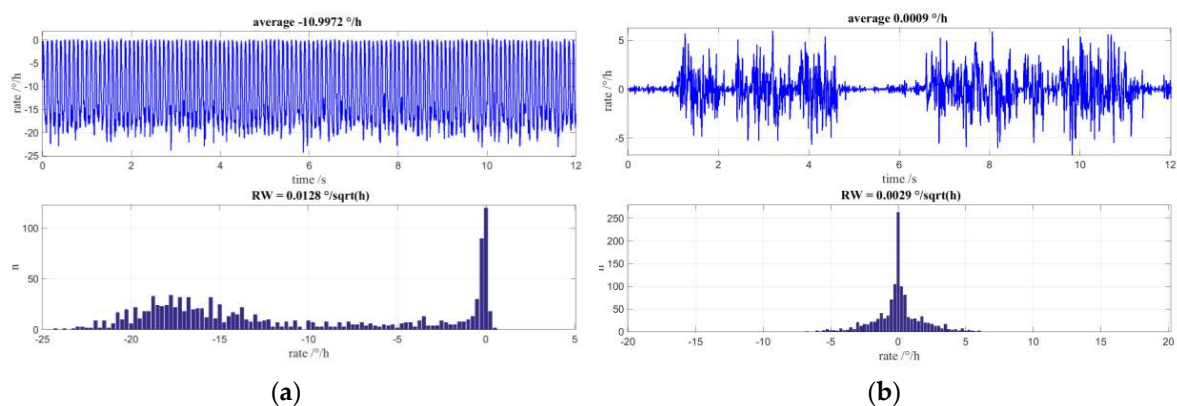 average -10.9972 °/h
rate /°/h
0
-5
-10
-15
-20
-25
0 2 4 6 8 10 12
time /s
RW = 0.0128 °/sqrt(h)
n
100
50
0
-25 -20 -15 -10 -5 0 5
rate /°/h
(a)
average 0.0009 °/h
rate /°/h
5
0
-5
0 2 4 6 8 10 12
time /s
RW = 0.0029 °/sqrt(h)
250
200
150
100
50
0
-20 -15 -10 -5 0 5 10 15 20
rate /°/h
(b)